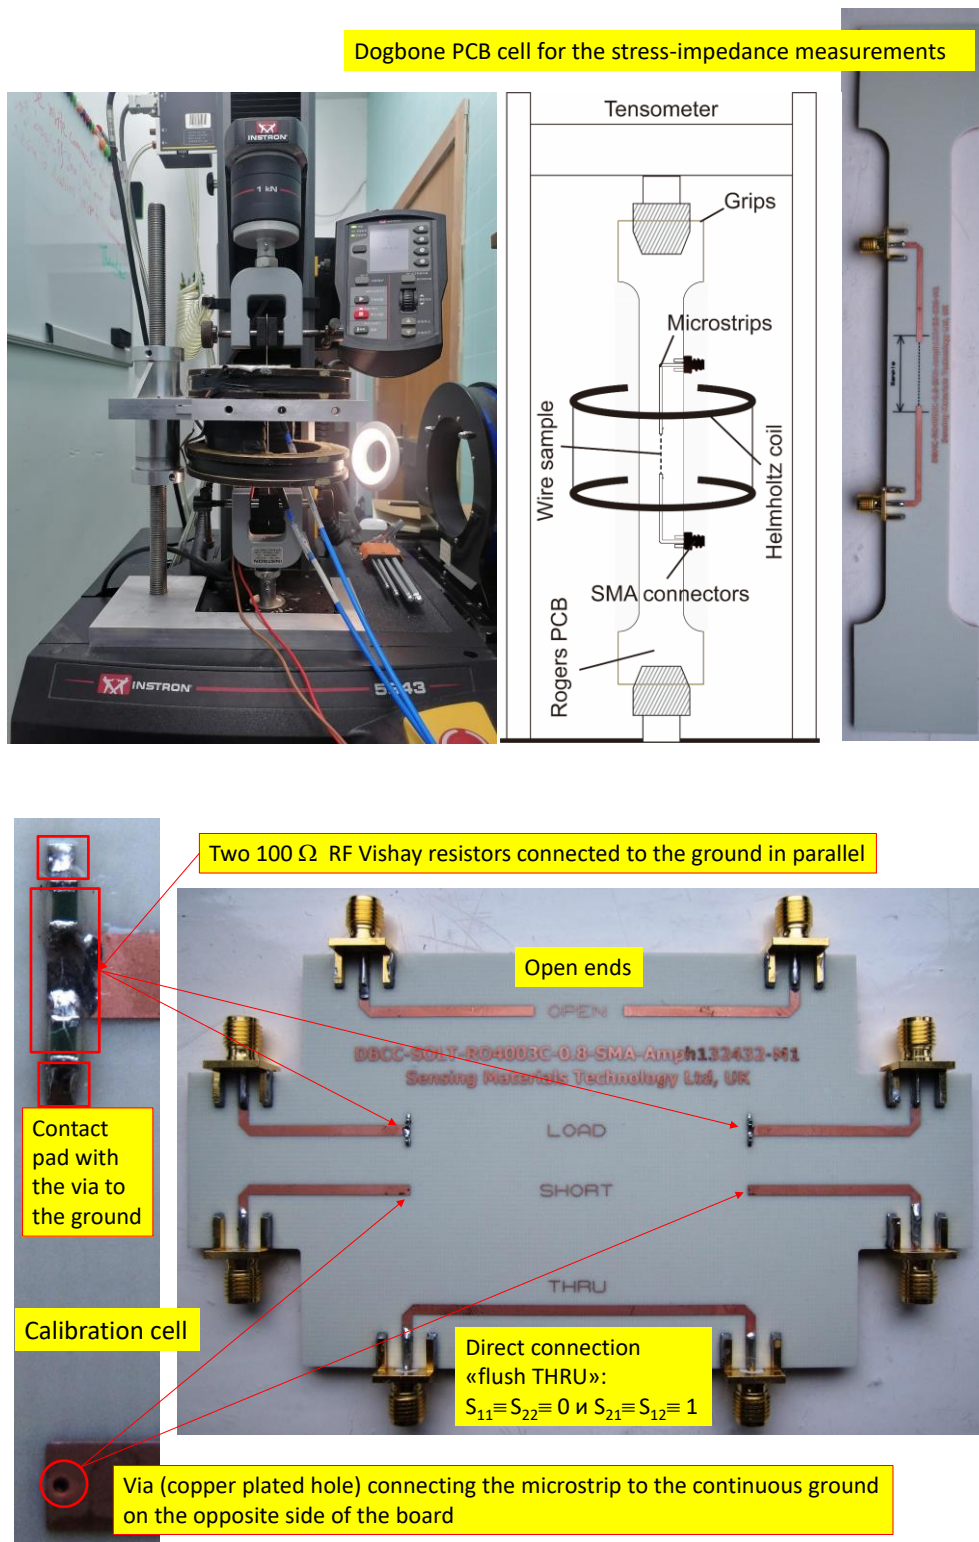 Dogbone PCB cell for the stress-impedance measurements
INSTRON
1 kN
INSTRON
Tensometer
Grips
Microstrips
Wire sample
Helmholtz coil
SMA connectors
Rogers PCB
Two 100 Ω RF Vishay resistors connected to the ground in parallel
Open ends
OPEN
DBCC-SOLT-RO4003C-0.8-SMA-Amph132432-M1
Sensing Materials Technology Ltd, UK
LOAD
Contact
pad with
the via to
the ground
SHORT
THRU
Calibration cell
Direct connection
«flush THRU»:
S₁₁≡ S₂₂≡ 0 и S₂₁≡ S₁₂≡ 1
Via (copper plated hole) connecting the microstrip to the continuous ground
on the opposite side of the board